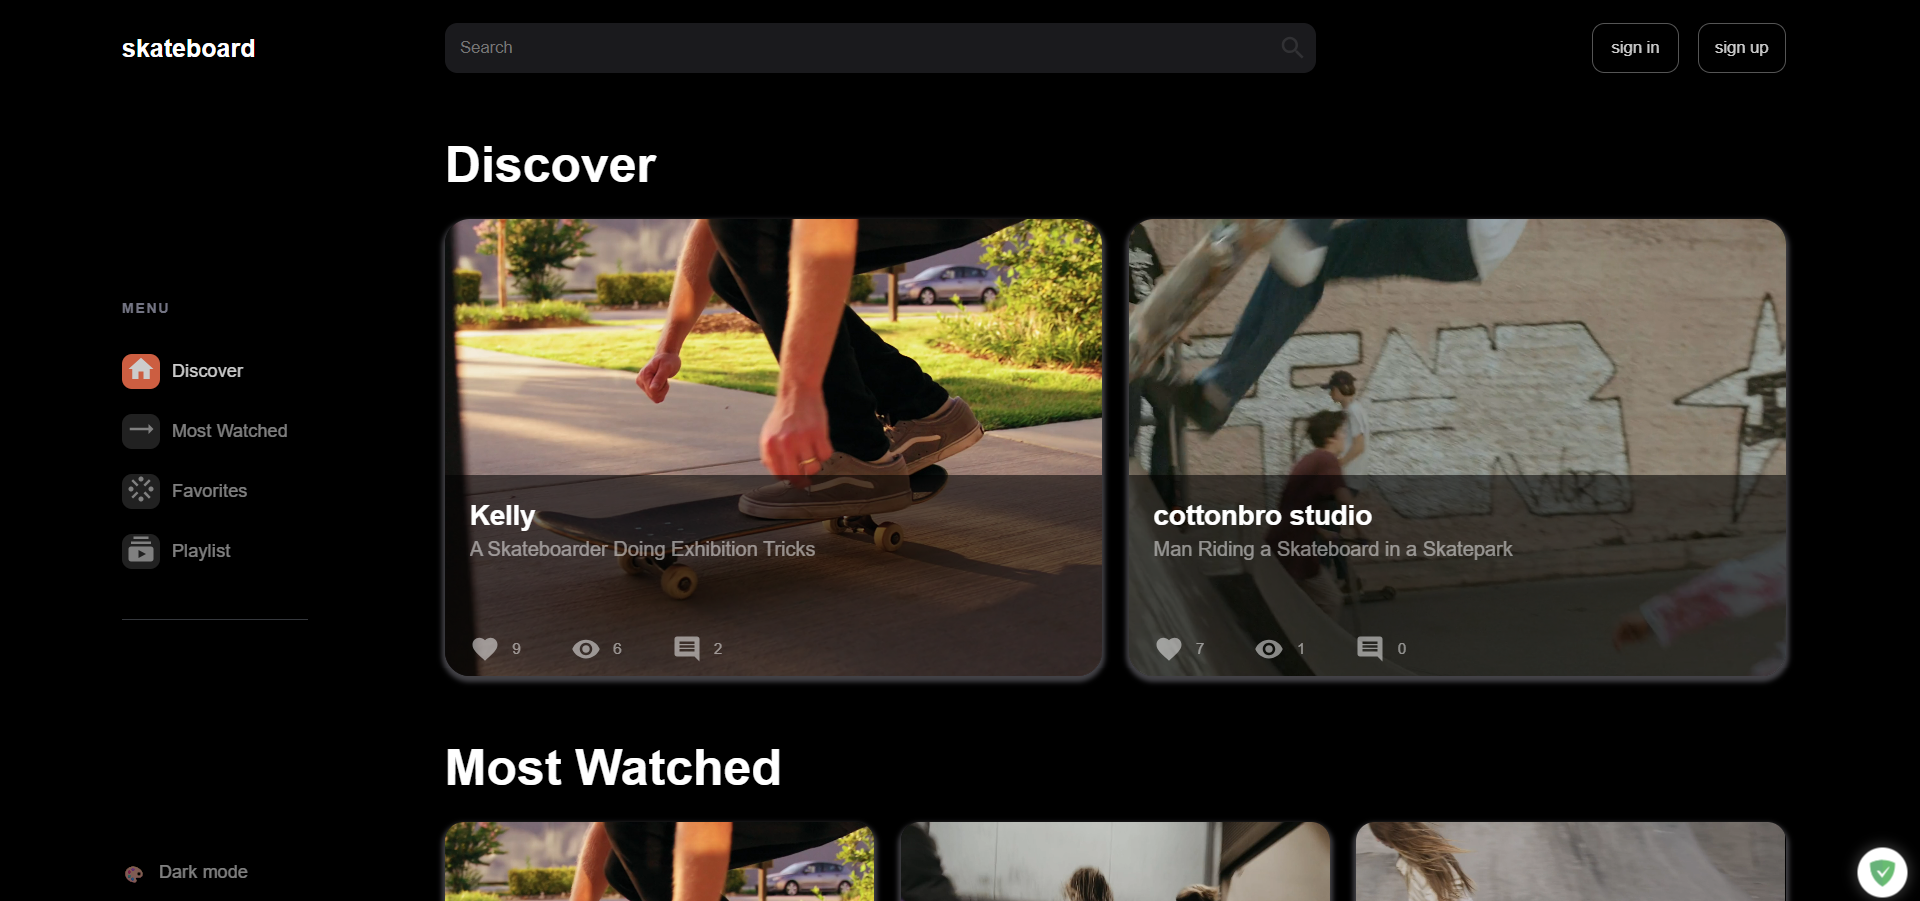 skateboard
Search
sign in
sign up
Discover
MENU
Discover
Most Watched
Favorites
Playlist
Kelly
A Skateboarder Doing Exhibition Tricks
9
6
2
cottonbro studio
Man Riding a Skateboard in a Skatepark
7
1
0
Most Watched
Dark mode